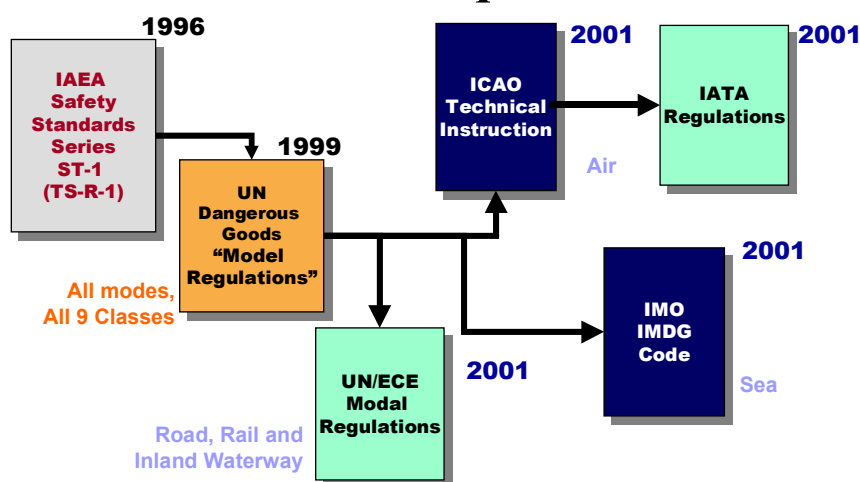 1996
IAEA
Safety
Standards
Series
ST-1
(TS-R-1)
1999
UN
Dangerous
Goods
“Model
Regulations”
All modes,
All 9 Classes
2001
ICAO
Technical
Instruction
Air
2001
IATA
Regulations
2001
IMO
IMDG
Code
Sea
2001
UN/ECE
Modal
Regulations
Road, Rail and
Inland Waterway